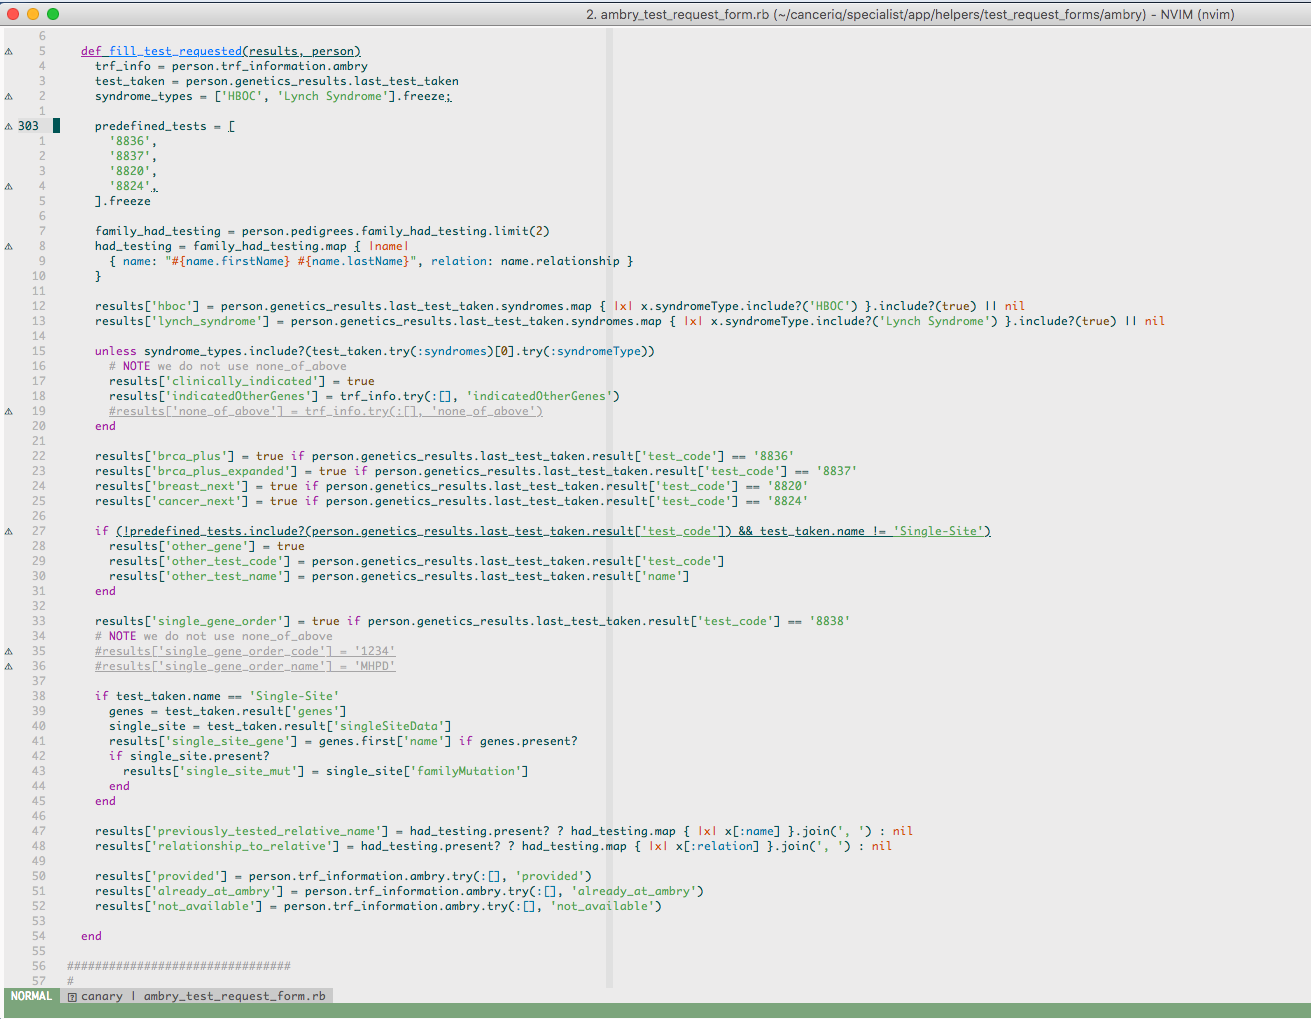 2. ambry_test_request_form.rb (~/canceriq/specialist/app/helpers/test_request_forms/ambry) - NVIM (nvim)
6
5 def fill_test_requested(results, person)
4 trf_info = person.trf_information.ambry
3 test_taken = person.genetics_results.last_test_taken
2 syndrome_types = ['HBOC', 'Lynch Syndrome'].freeze;
1
303 predefined_tests = [
1 '8836',
2 '8837',
3 '8820',
4 '8824',
5 ].freeze
6
7 family_had_testing = person.pedigrees.family_had_testing.limit(2)
8 had_testing = family_had_testing.map { |name|
9 { name: "#{name.firstName} #{name.lastName}", relation: name.relationship }
10 }
11
12 results['hboc'] = person.genetics_results.last_test_taken.syndromes.map { |x| x.syndromeType.include?('HBOC') }.include?(true) || nil
13 results['lynch_syndrome'] = person.genetics_results.last_test_taken.syndromes.map { |x| x.syndromeType.include?('Lynch Syndrome') }.include?(true) || nil
14
15 unless syndrome_types.include?(test_taken.try(:syndromes)[0].try(:syndromeType))
16 # NOTE we do not use none_of_above
17 results['clinically_indicated'] = true
18 results['indicatedOtherGenes'] = trf_info.try(:[], 'indicatedOtherGenes')
19 #results['none_of_above'] = trf_info.try(:[], 'none_of_above')
20 end
21
22 results['brca_plus'] = true if person.genetics_results.last_test_taken.result['test_code'] == '8836'
23 results['brca_plus_expanded'] = true if person.genetics_results.last_test_taken.result['test_code'] == '8837'
24 results['breast_next'] = true if person.genetics_results.last_test_taken.result['test_code'] == '8820'
25 results['cancer_next'] = true if person.genetics_results.last_test_taken.result['test_code'] == '8824'
26
27 if (!predefined_tests.include?(person.genetics_results.last_test_taken.result['test_code']) && test_taken.name != 'Single-Site')
28 results['other_gene'] = true
29 results['other_test_code'] = person.genetics_results.last_test_taken.result['test_code']
30 results['other_test_name'] = person.genetics_results.last_test_taken.result['name']
31 end
32
33 results['single_gene_order'] = true if person.genetics_results.last_test_taken.result['test_code'] == '8838'
34 # NOTE we do not use none_of_above
35 #results['single_gene_order_code'] = '1234'
36 #results['single_gene_order_name'] = 'MHPD'
37
38 if test_taken.name == 'Single-Site'
39 genes = test_taken.result['genes']
40 single_site = test_taken.result['singleSiteData']
41 results['single_site_gene'] = genes.first['name'] if genes.present?
42 if single_site.present?
43 results['single_site_mut'] = single_site['familyMutation']
44 end
45 end
46
47 results['previously_tested_relative_name'] = had_testing.present? ? had_testing.map { |x| x[:name] }.join(', ') : nil
48 results['relationship_to_relative'] = had_testing.present? ? had_testing.map { |x| x[:relation] }.join(', ') : nil
49
50 results['provided'] = person.trf_information.ambry.try(:[], 'provided')
51 results['already_at_ambry'] = person.trf_information.ambry.try(:[], 'already_at_ambry')
52 results['not_available'] = person.trf_information.ambry.try(:[], 'not_available')
53
54 end
55
56 ################################
57 #
NORMAL canary | ambry_test_request_form.rb